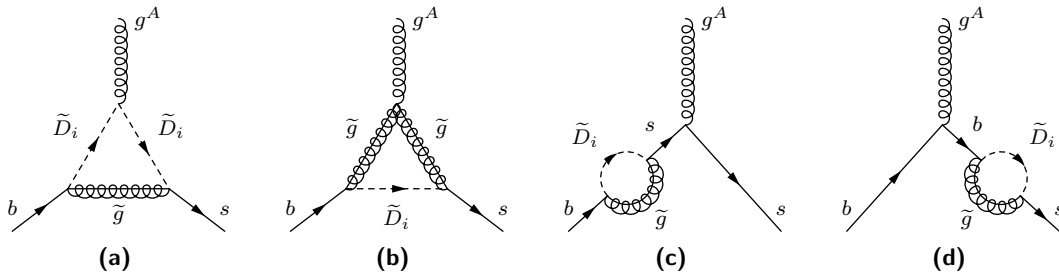 g^A g^A g^A g^A
D̃_i D̃_i g̃ g̃ D̃_i s b D̃_i
b g̃ s b D̃_i s b g̃ s b g̃ s
(a) (b) (c) (d)